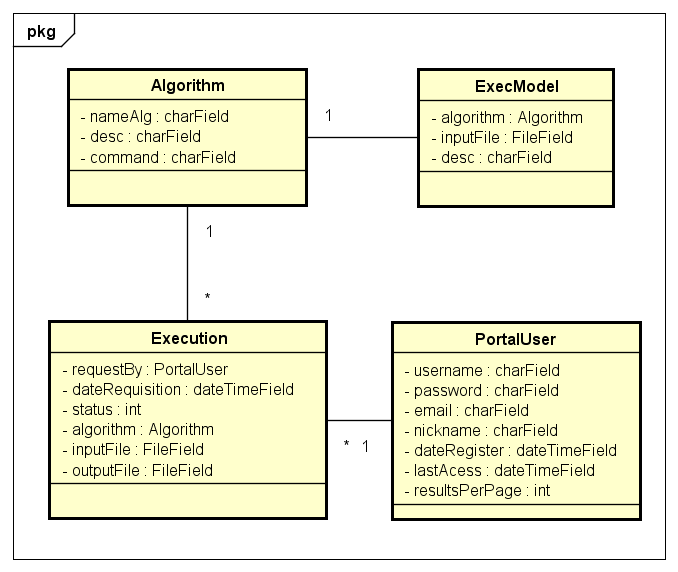 pkg
Algorithm
- nameAlg : charField
- desc : charField
- command : charField
1
ExecModel
- algorithm : Algorithm
- inputFile : FileField
- desc : charField
1
*
Execution
- requestBy : PortalUser
- dateRequisition : dateTimeField
- status : int
- algorithm : Algorithm
- inputFile : FileField
- outputFile : FileField
* 1
PortalUser
- username : charField
- password : charField
- email : charField
- nickname : charField
- dateRegister : dateTimeField
- lastAcess : dateTimeField
- resultsPerPage : int